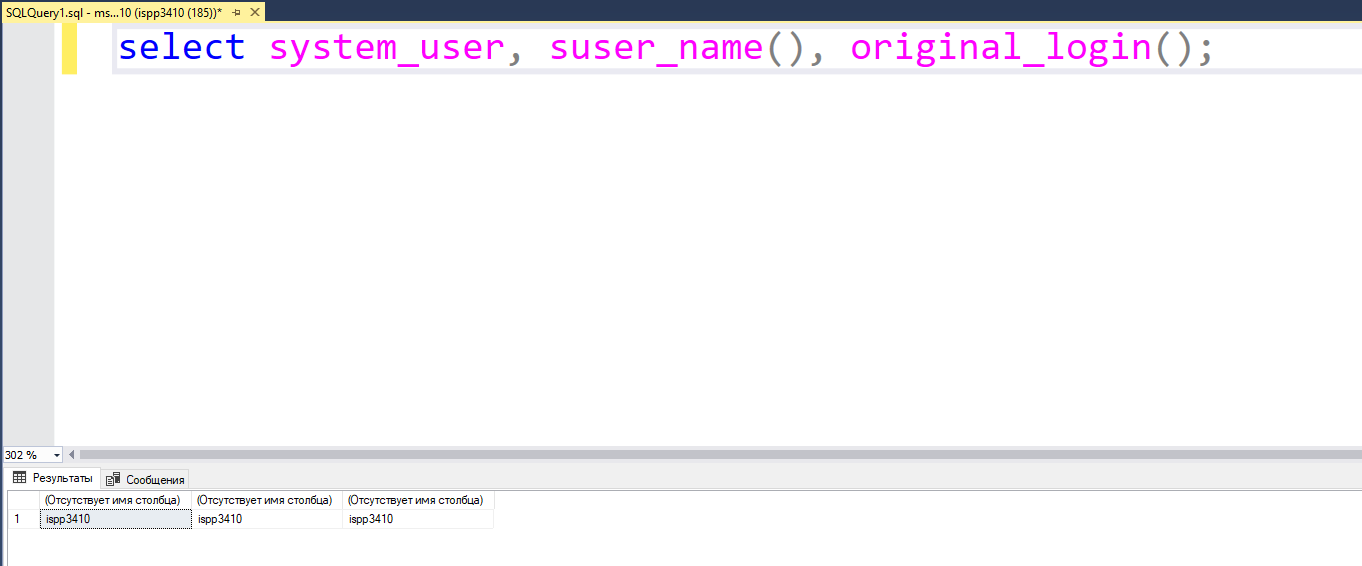 SQLQuery1.sql - ms...10 (ispp3410 (185))*
select system_user, suser_name(), original_login();
302 %
Результаты Сообщения
(Отсутствует имя столбца) (Отсутствует имя столбца) (Отсутствует имя столбца)
1 ispp3410 ispp3410 ispp3410